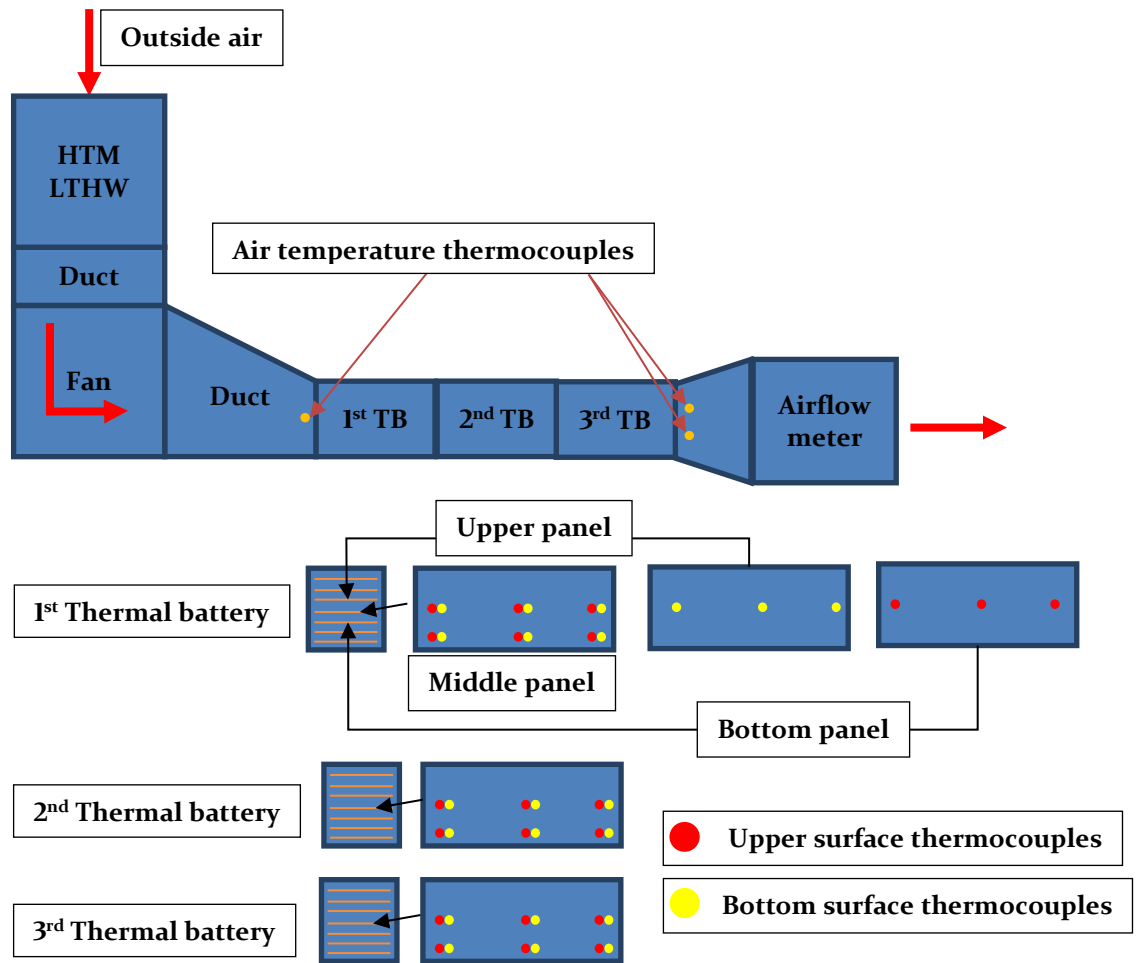 Outside air
HTM
LTHW
Air temperature thermocouples
Duct
Fan
Duct
1st TB
2nd TB
3rd TB
Airflow
meter
Upper panel
1st Thermal battery
Middle panel
Bottom panel
2nd Thermal battery
Upper surface thermocouples
Bottom surface thermocouples
3rd Thermal battery